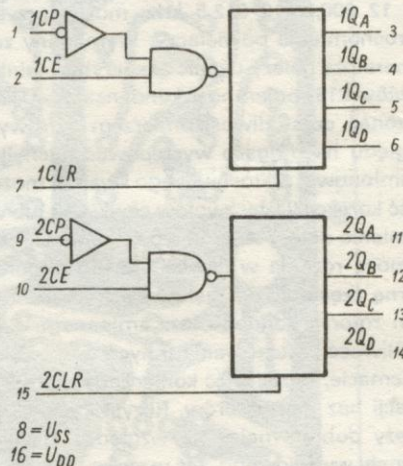 1 1CP
2 1CE
7 1CLR
1QA 3
1QB 4
1QC 5
1QD 6
9 2CP
10 2CE
15 2CLR
2QA 11
2QB 12
2QC 13
2QD 14
8 = USS
16 = UDD